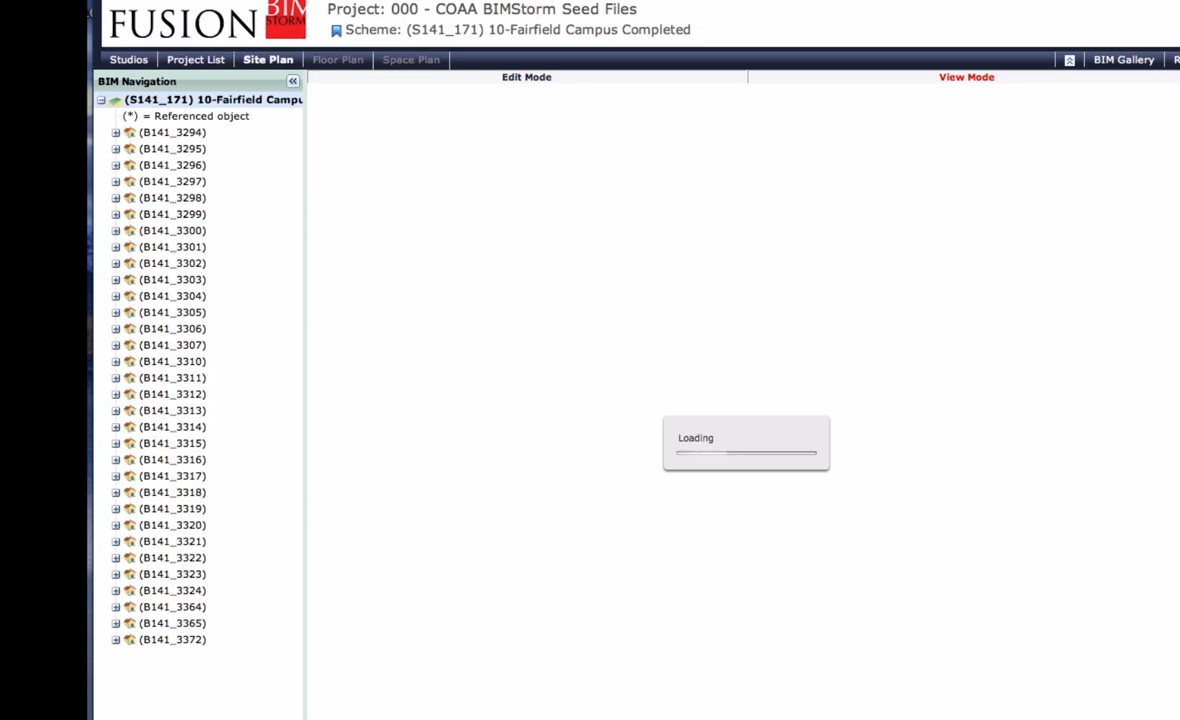 FUSION BIM STORM
Project: 000 - COAA BIMStorm Seed Files
Scheme: (S141_171) 10-Fairfield Campus Completed
Studios Project List Site Plan Floor Plan Space Plan BIM Gallery R
BIM Navigation Edit Mode View Mode
(S141_171) 10-Fairfield Campu
(*) = Referenced object
(B141_3294)
(B141_3295)
(B141_3296)
(B141_3297)
(B141_3298)
(B141_3299)
(B141_3300)
(B141_3301)
(B141_3302)
(B141_3303)
(B141_3304)
(B141_3305)
(B141_3306)
(B141_3307)
(B141_3310)
(B141_3311)
(B141_3312)
(B141_3313)
(B141_3314)
(B141_3315)
(B141_3316)
(B141_3317)
(B141_3318)
(B141_3319)
(B141_3320)
(B141_3321)
(B141_3322)
(B141_3323)
(B141_3324)
(B141_3364)
(B141_3365)
(B141_3372)
Loading